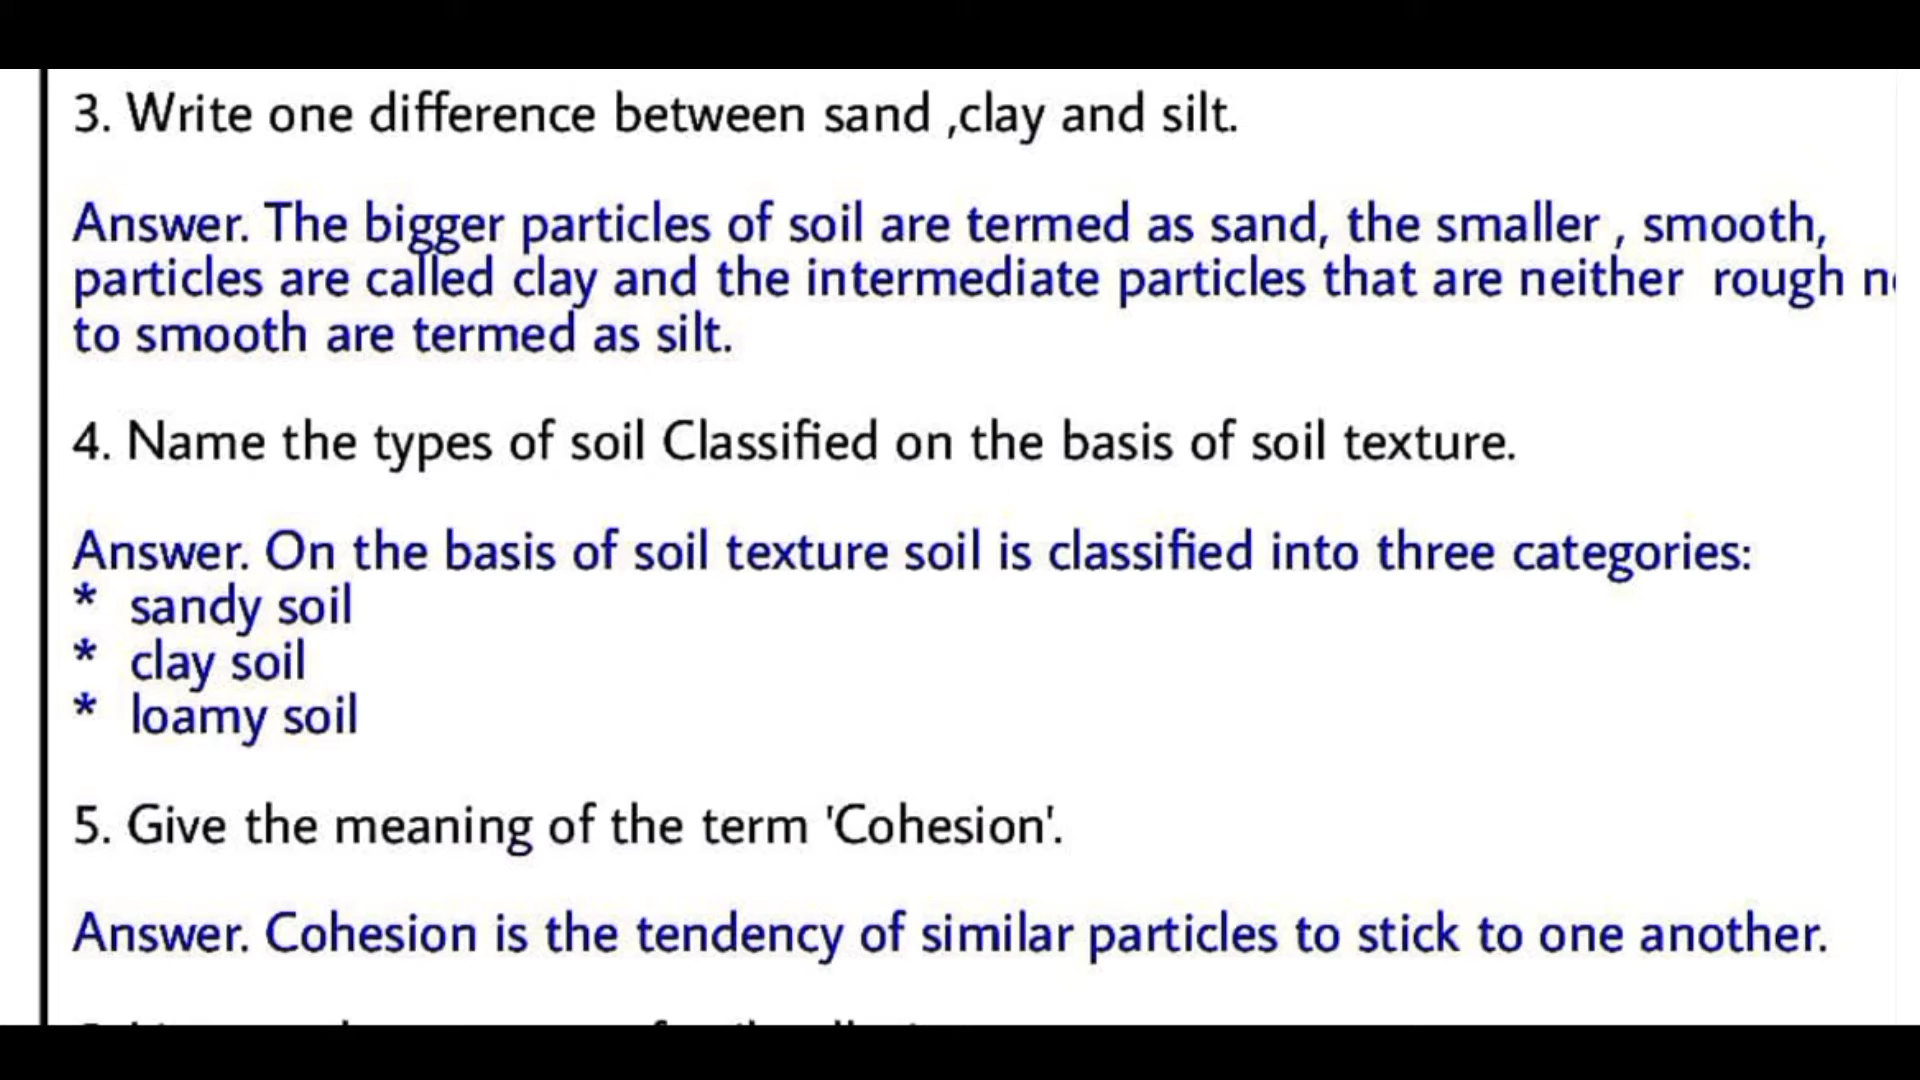 3. Write one difference between sand ,clay and silt.
Answer. The bigger particles of soil are termed as sand, the smaller , smooth,
particles are called clay and the intermediate particles that are neither rough
to smooth are termed as silt.
4. Name the types of soil Classified on the basis of soil texture.
Answer. On the basis of soil texture soil is classified into three categories:
* sandy soil
* clay soil
* loamy soil
5. Give the meaning of the term 'Cohesion'.
Answer. Cohesion is the tendency of similar particles to stick to one another.